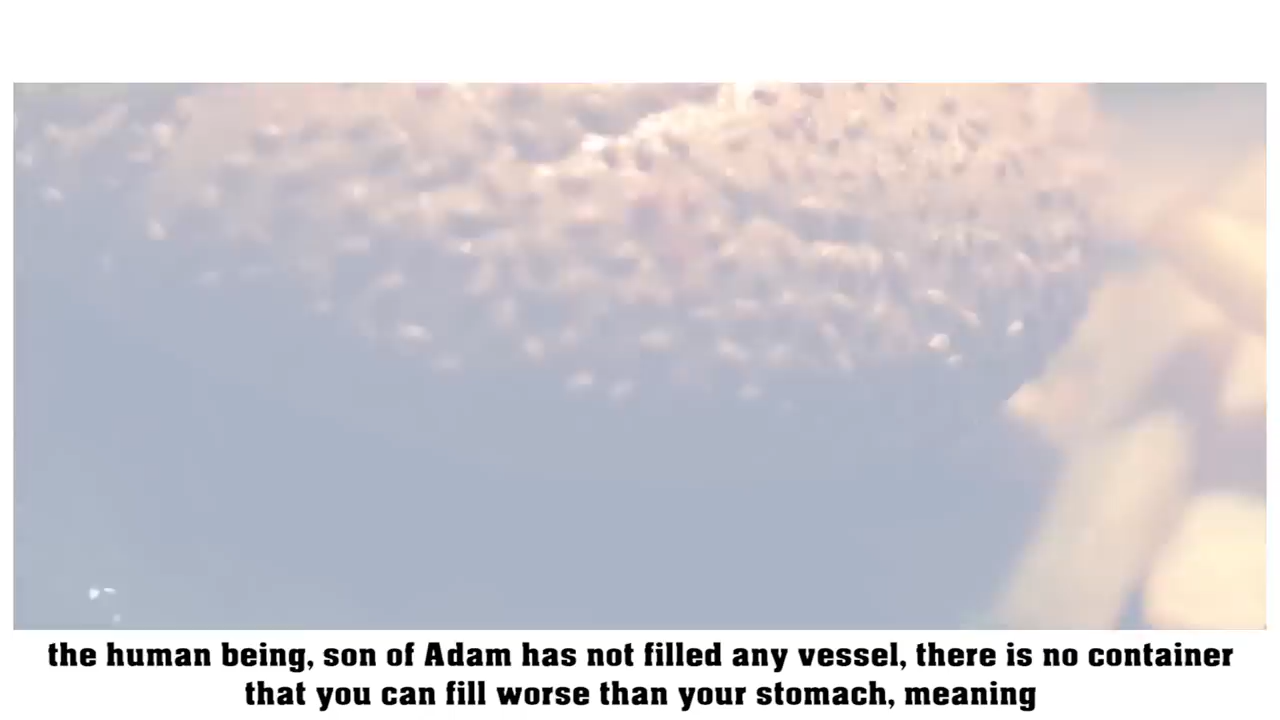 the human being, son of Adam has not filled any vessel, there is no container
that you can fill worse than your stomach, meaning